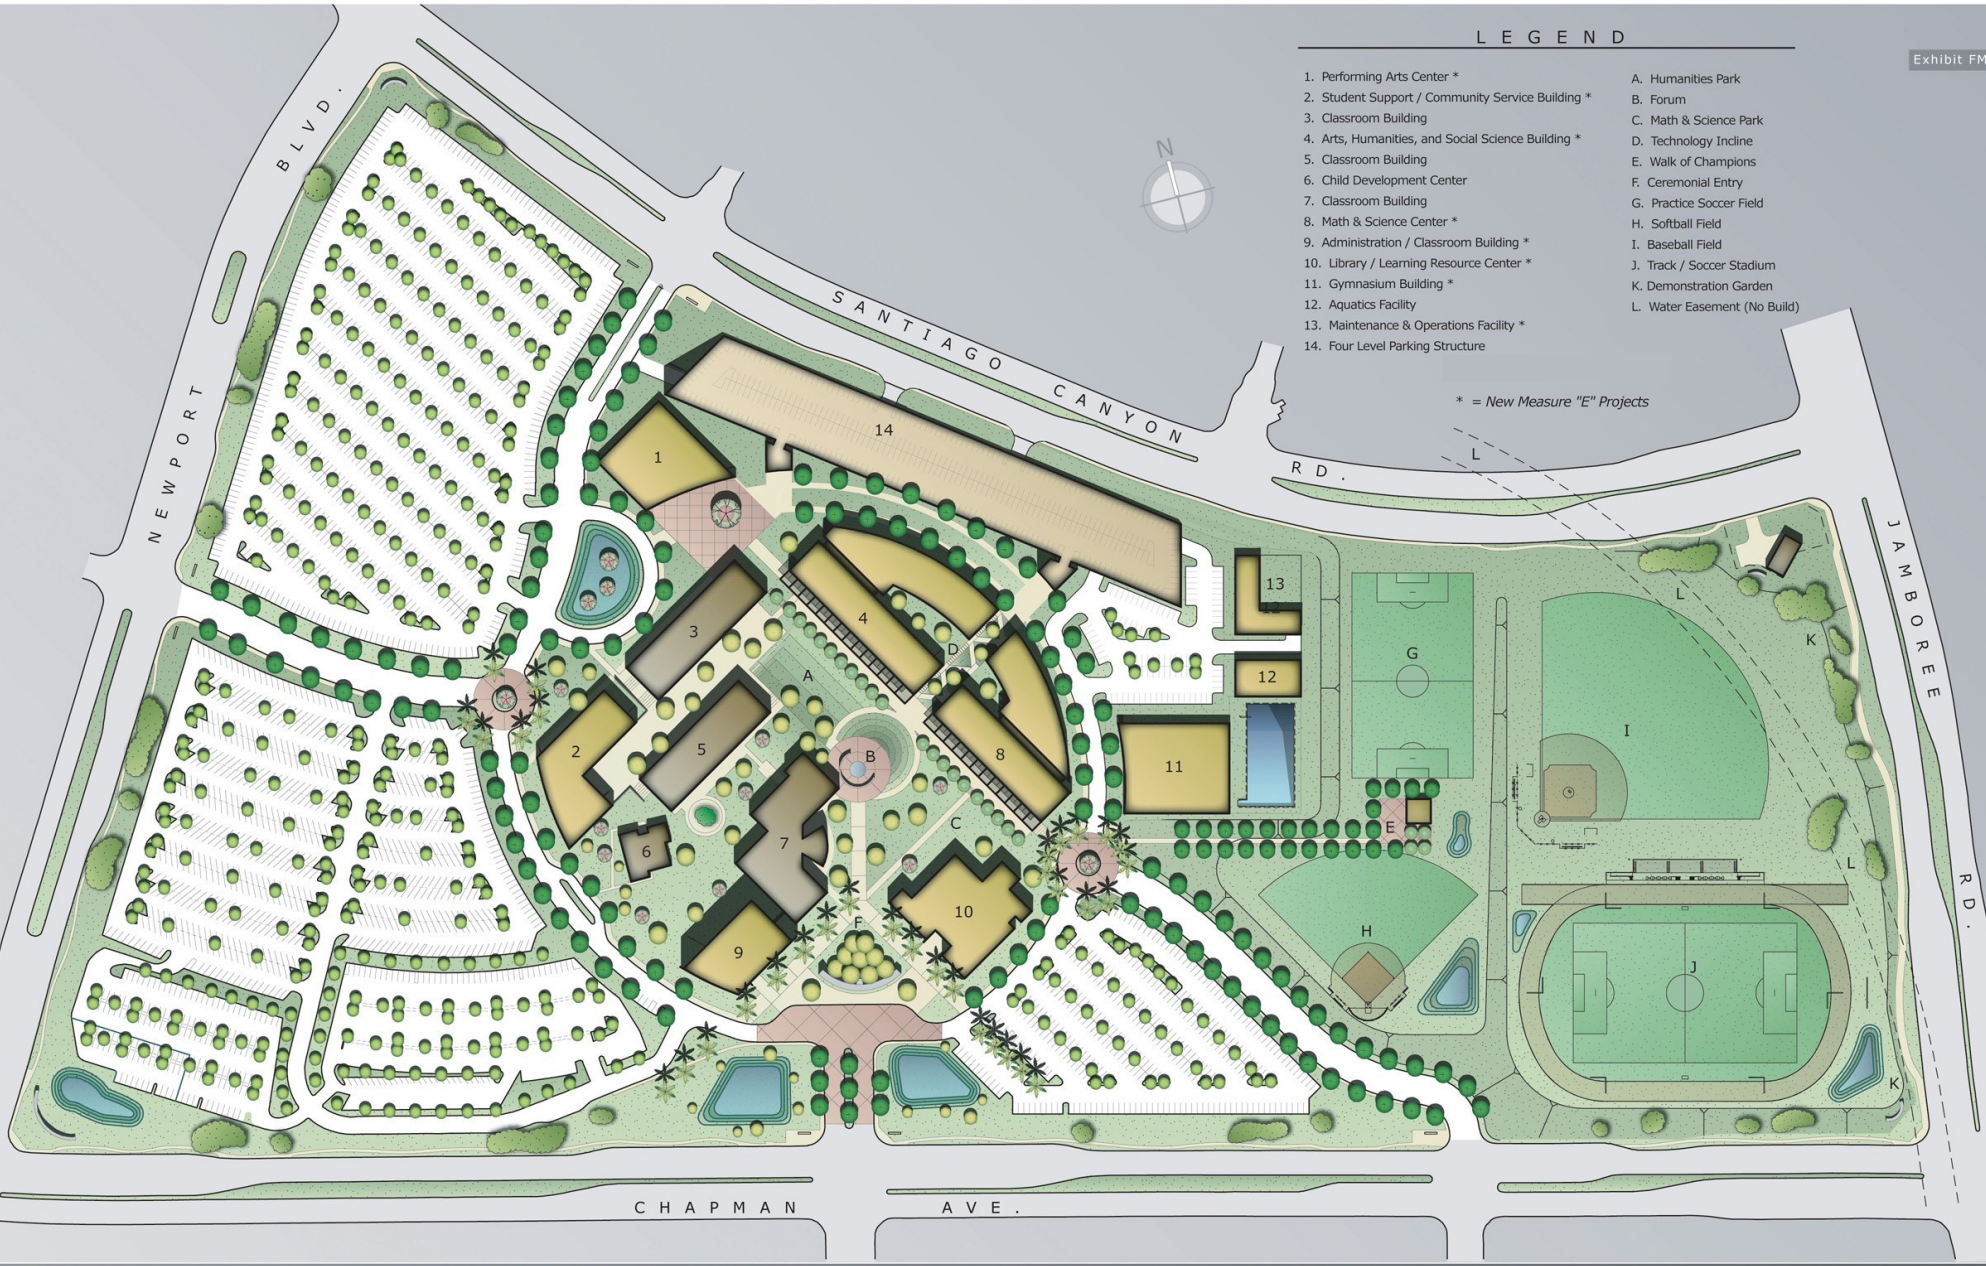 LEGEND
Exhibit FM
1. Performing Arts Center *
2. Student Support / Community Service Building *
3. Classroom Building
4. Arts, Humanities, and Social Science Building *
5. Classroom Building
6. Child Development Center
7. Classroom Building
8. Math & Science Center *
9. Administration / Classroom Building *
10. Library / Learning Resource Center *
11. Gymnasium Building *
12. Aquatics Facility
13. Maintenance & Operations Facility *
14. Four Level Parking Structure
A. Humanities Park
B. Forum
C. Math & Science Park
D. Technology Incline
E. Walk of Champions
F. Ceremonial Entry
G. Practice Soccer Field
H. Softball Field
I. Baseball Field
J. Track / Soccer Stadium
K. Demonstration Garden
L. Water Easement (No Build)
* = New Measure "E" Projects
N
NEWPORT BLVD.
SANTIAGO CANYON RD.
JAMBOREE RD.
CHAPMAN AVE.
14
1
L
13
3
4
L
D
G
K
12
A
2
5
B
8
11
I
6
7
C
E
L
10
F
H
9
J
K